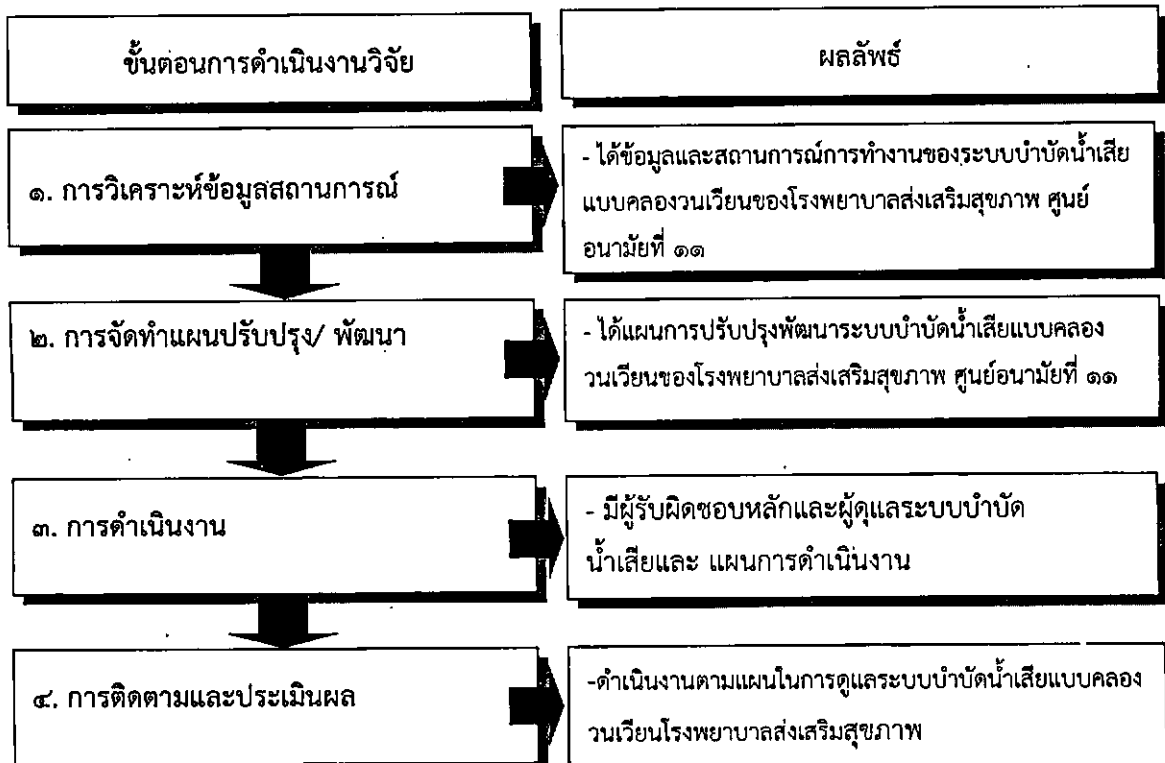 ขั้นตอนการดำเนินงานวิจัย
ผลลัพธ์
๑. การวิเคราะห์ข้อมูลสถานการณ์
- ได้ข้อมูลและสถานการณ์การทำงานของระบบบำบัดน้ำเสีย
แบบคลองวนเวียนของโรงพยาบาลส่งเสริมสุขภาพ ศูนย์
อนามัยที่ ๑๑
๒. การจัดทำแผนปรับปรุง/ พัฒนา
- ได้แผนการปรับปรุงพัฒนาระบบบำบัดน้ำเสียแบบคลอง
วนเวียนของโรงพยาบาลส่งเสริมสุขภาพ ศูนย์อนามัยที่ ๑๑
๓. การดำเนินงาน
- มีผู้รับผิดชอบหลักและผู้ดูแลระบบบำบัด
น้ำเสียและ แผนการดำเนินงาน
๔. การติดตามและประเมินผล
-ดำเนินงานตามแผนในการดูแลระบบบำบัดน้ำเสียแบบคลอง
วนเวียนโรงพยาบาลส่งเสริมสุขภาพ